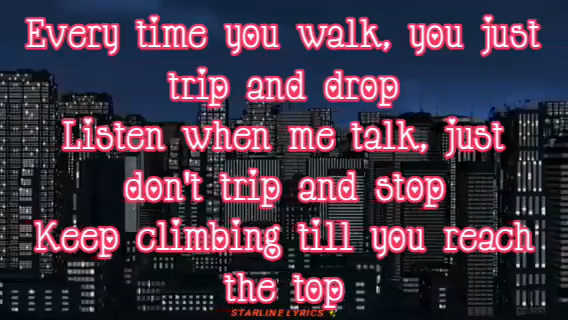 Every time you walk, you just
trip and drop
Listen when me talk, just
don't trip and stop
Keep climbing till you reach
the top
STARLINE LYRICS